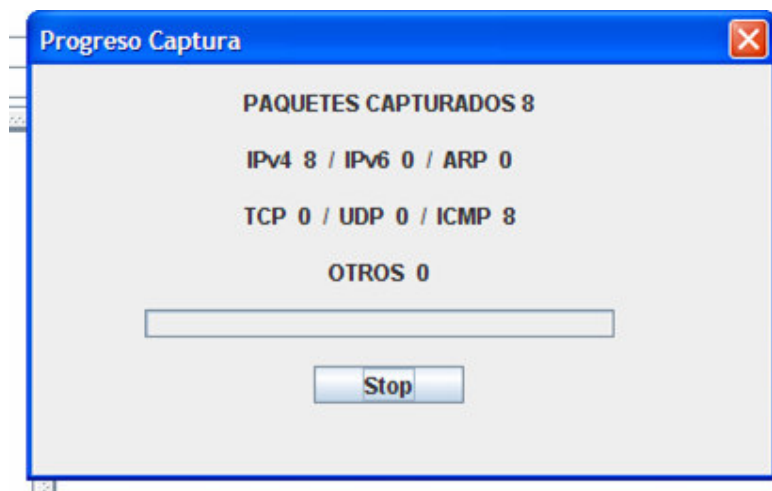 Progreso Captura
PAQUETES CAPTURADOS 8
IPv4 8 / IPv6 0 / ARP 0
TCP 0 / UDP 0 / ICMP 8
OTROS 0
Stop